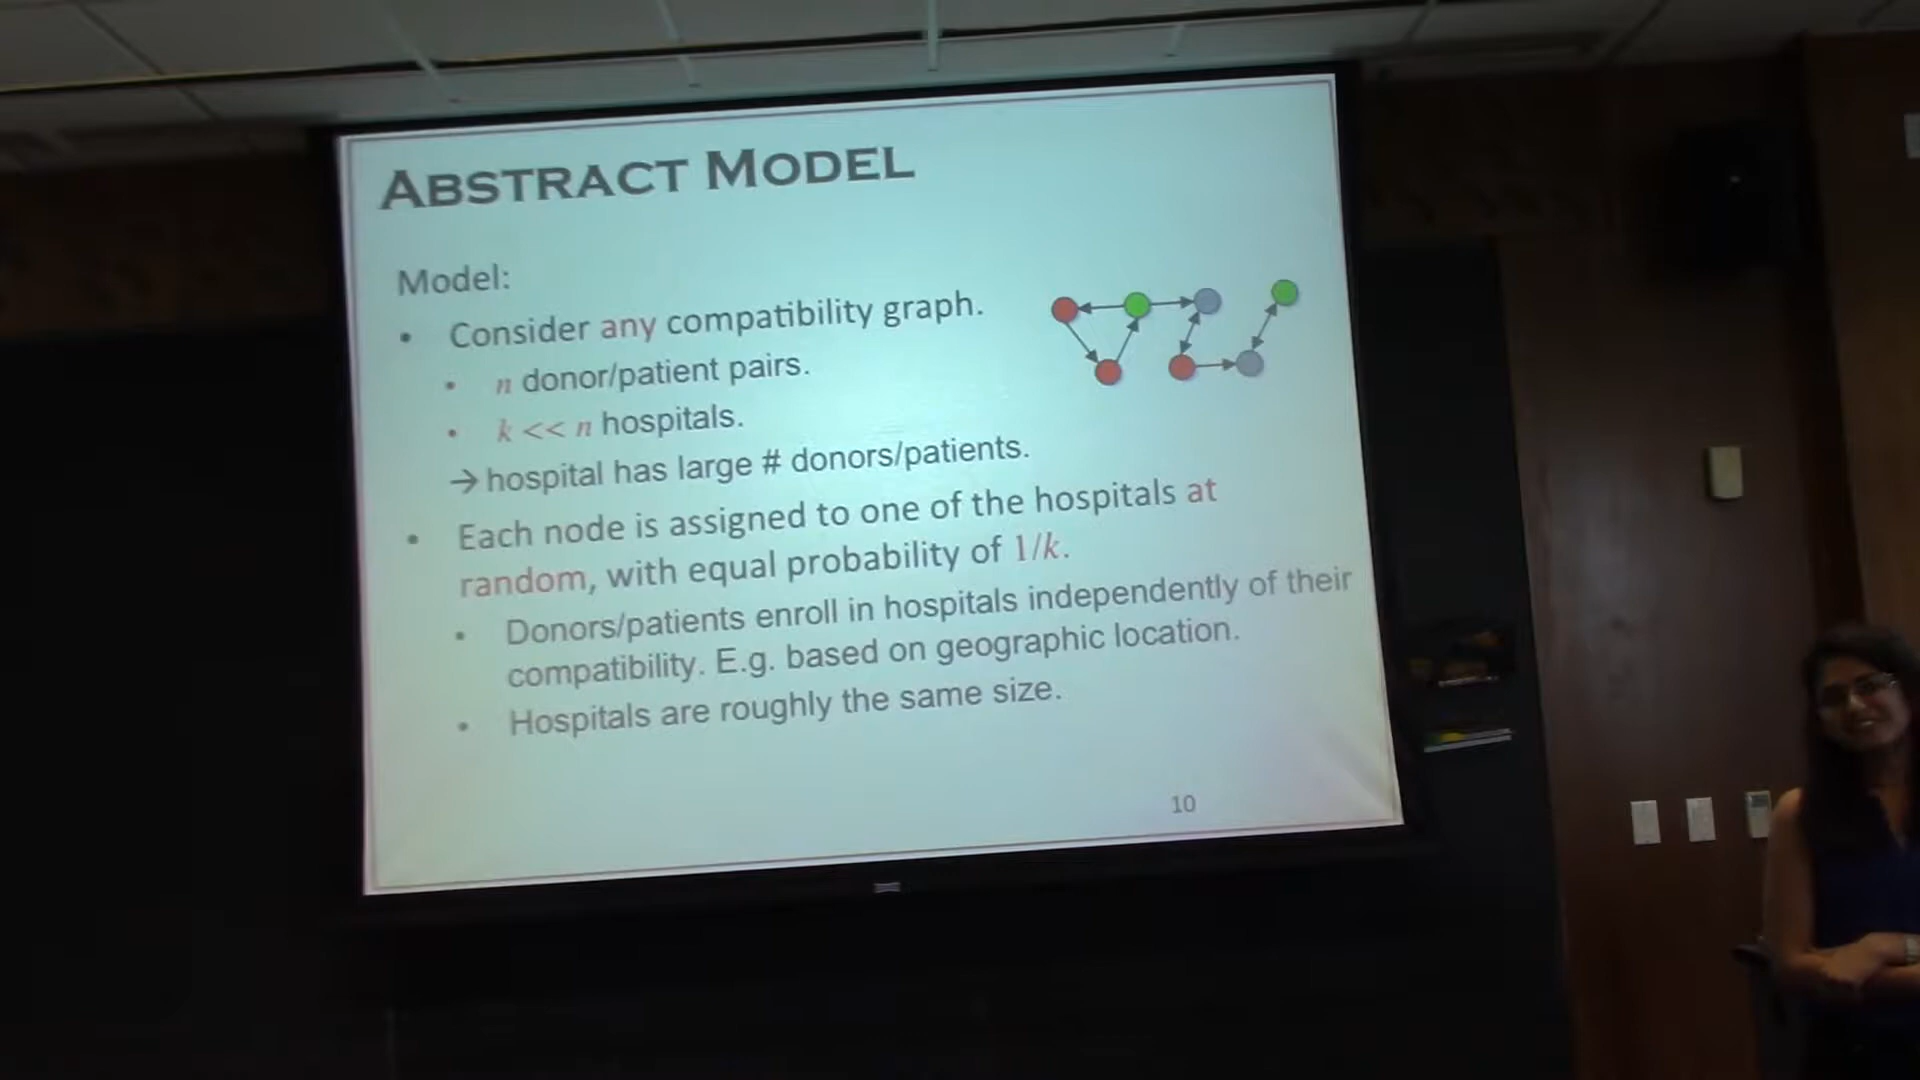 ABSTRACT MODEL
Model:
• Consider any compatibility graph.
• n donor/patient pairs.
• k << n hospitals.
→ hospital has large # donors/patients.
• Each node is assigned to one of the hospitals at
random, with equal probability of 1/k.
• Donors/patients enroll in hospitals independently of their
compatibility. E.g. based on geographic location.
• Hospitals are roughly the same size.
10